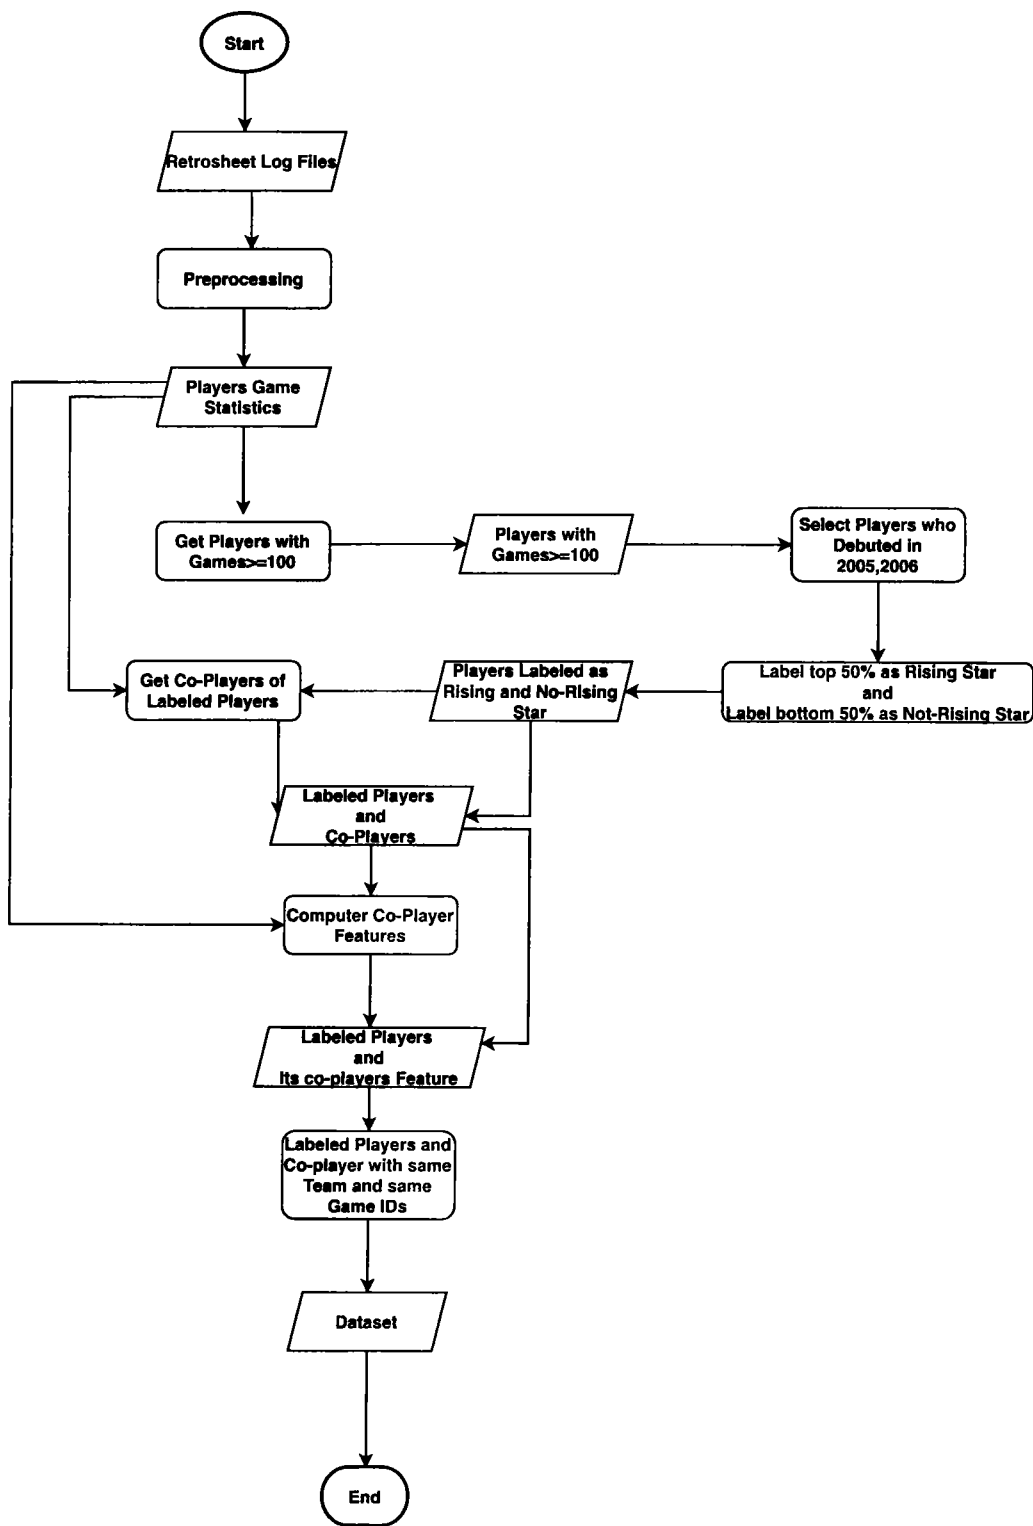 Start
Retrosheet Log Files
Preprocessing
Players Game
Statistics
Get Players with
Games>=100
Players with
Games>=100
Select Players who
Debuted in
2005,2006
Label top 50% as Rising Star
and
Label bottom 50% as Not-Rising Star
Players Labeled as
Rising and No-Rising
Star
Get Co-Players of
Labeled Players
Labeled Players
and
Co-Players
Computer Co-Player
Features
Labeled Players
and
Its co-players Feature
Labeled Players and
Co-player with same
Team and same
Game IDs
Dataset
End